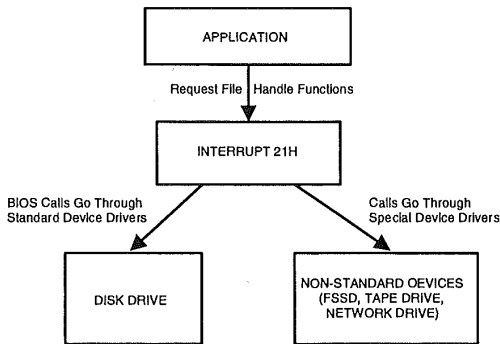 APPLICATION
Request File Handle Functions
INTERRUPT 21H
BIOS Calls Go Through
Standard Device Drivers
Calls Go Through
Special Device Drivers
DISK DRIVE
NON-STANDARD OEVICES
(FSSD, TAPE DRIVE,
NETWORK DRIVE)